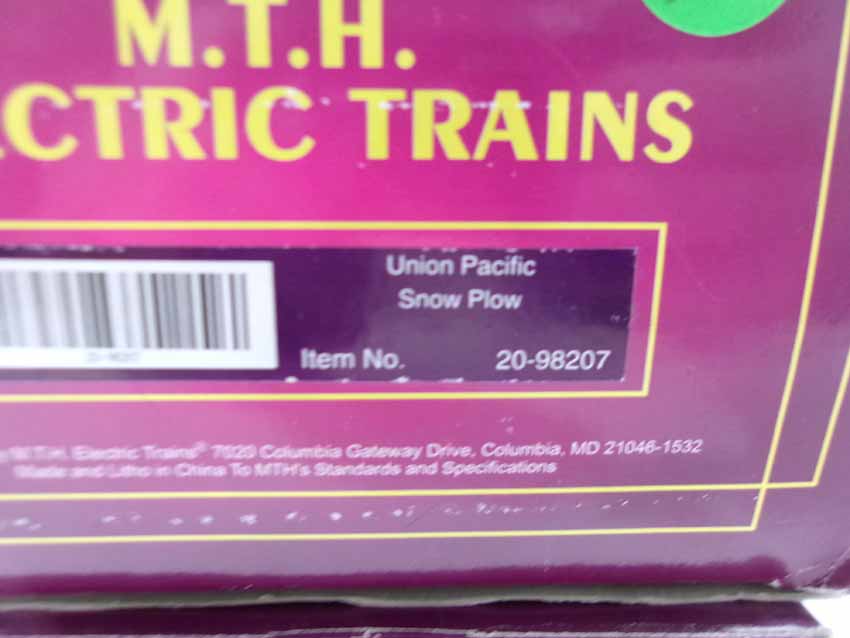 M.T.H.
ECTRIC TRAINS
Union Pacific
Snow Plow
Item No. 20-98207
M.T.H. Electric Trains® 7020 Columbia Gateway Drive, Columbia, MD 21046-1532
Made and Litho in China To MTH's Standards and Specifications